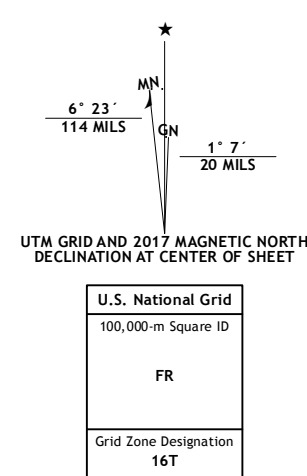 ★
MN
6° 23´
114 MILS
GN
1° 7´
20 MILS
UTM GRID AND 2017 MAGNETIC NORTH
DECLINATION AT CENTER OF SHEET
U.S. National Grid
100,000-m Square ID
FR
Grid Zone Designation
16T